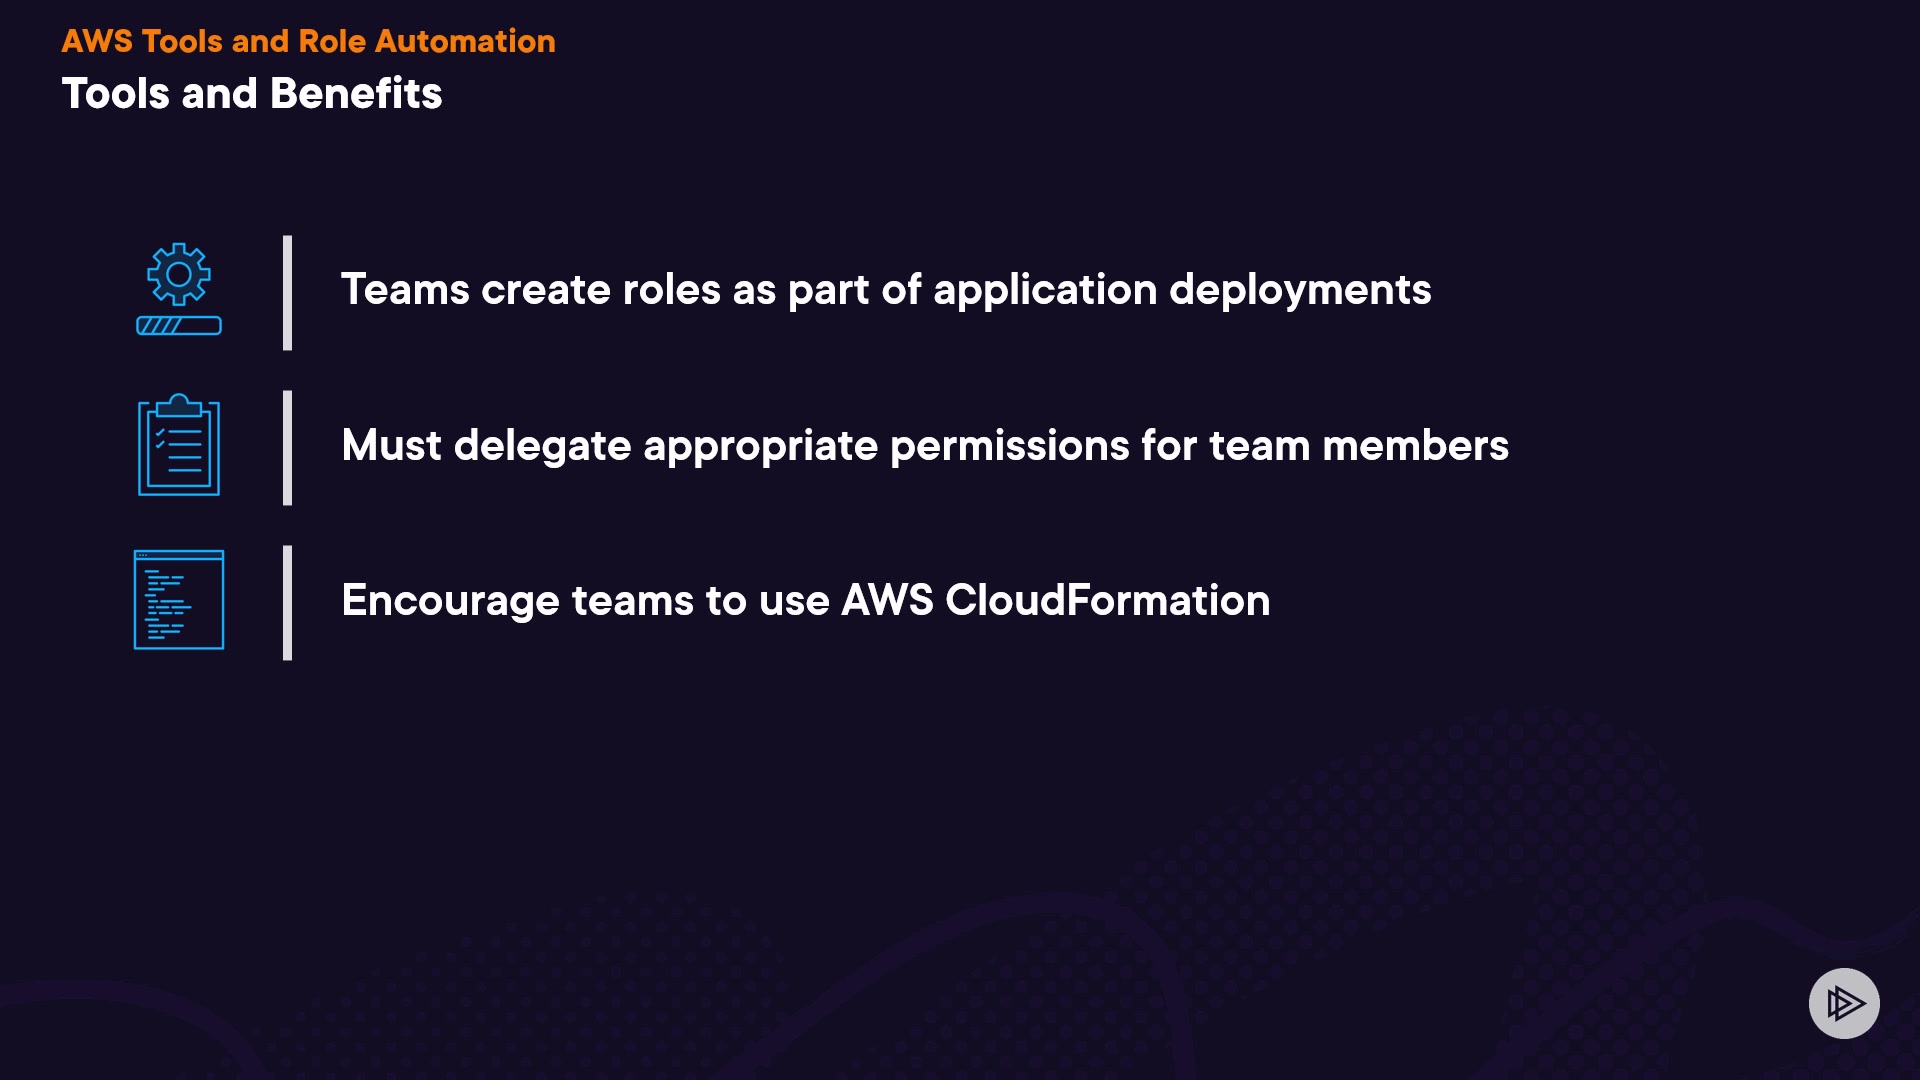 AWS Tools and Role Automation
Tools and Benefits
Teams create roles as part of application deployments
Must delegate appropriate permissions for team members
Encourage teams to use AWS CloudFormation